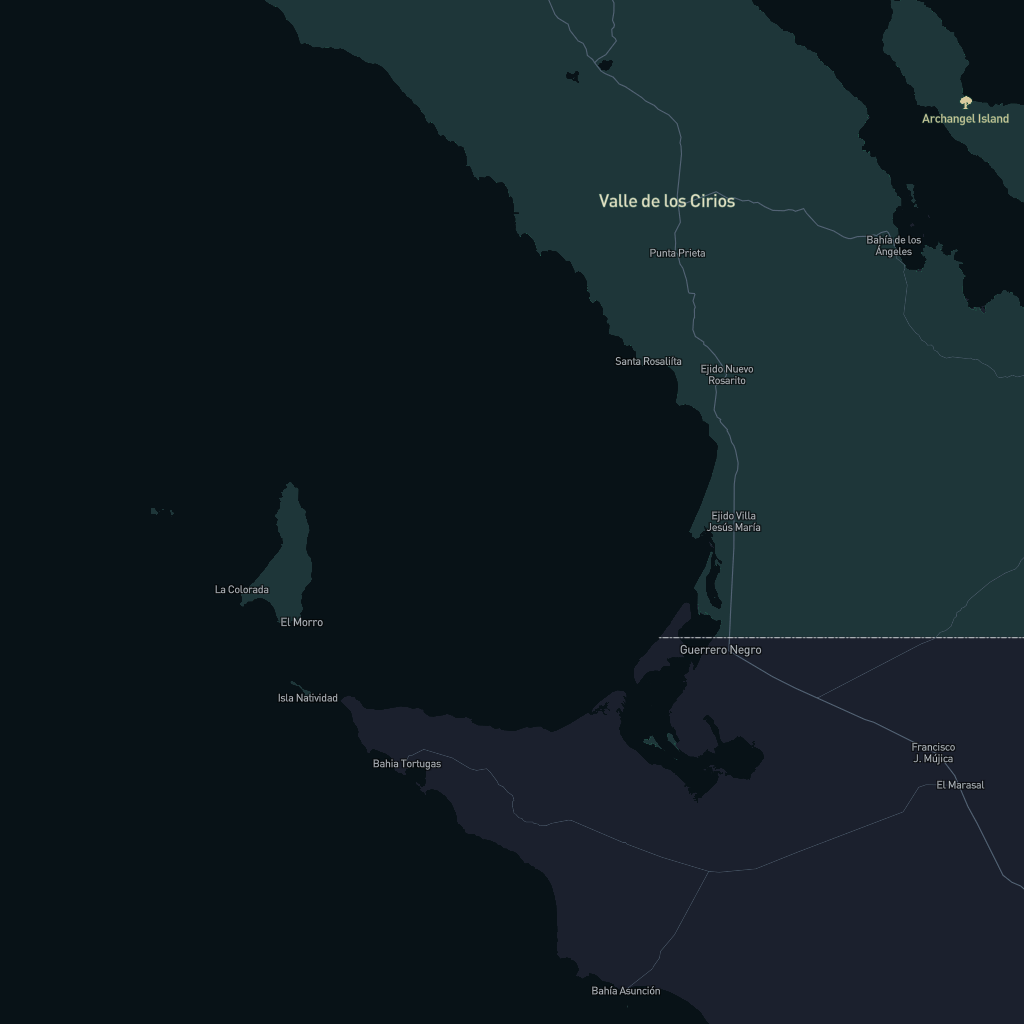 Archangel Island
Valle de los Cirios
Bahía de los
Ángeles
Punta Prieta
Santa Rosaliíta
Ejido Nuevo
Rosarito
Ejido Villa
Jesús María
La Colorada
El Morro
Guerrero Negro
Isla Natividad
Francisco
J. Mújica
Bahia Tortugas
El Marasal
Bahía Asunción